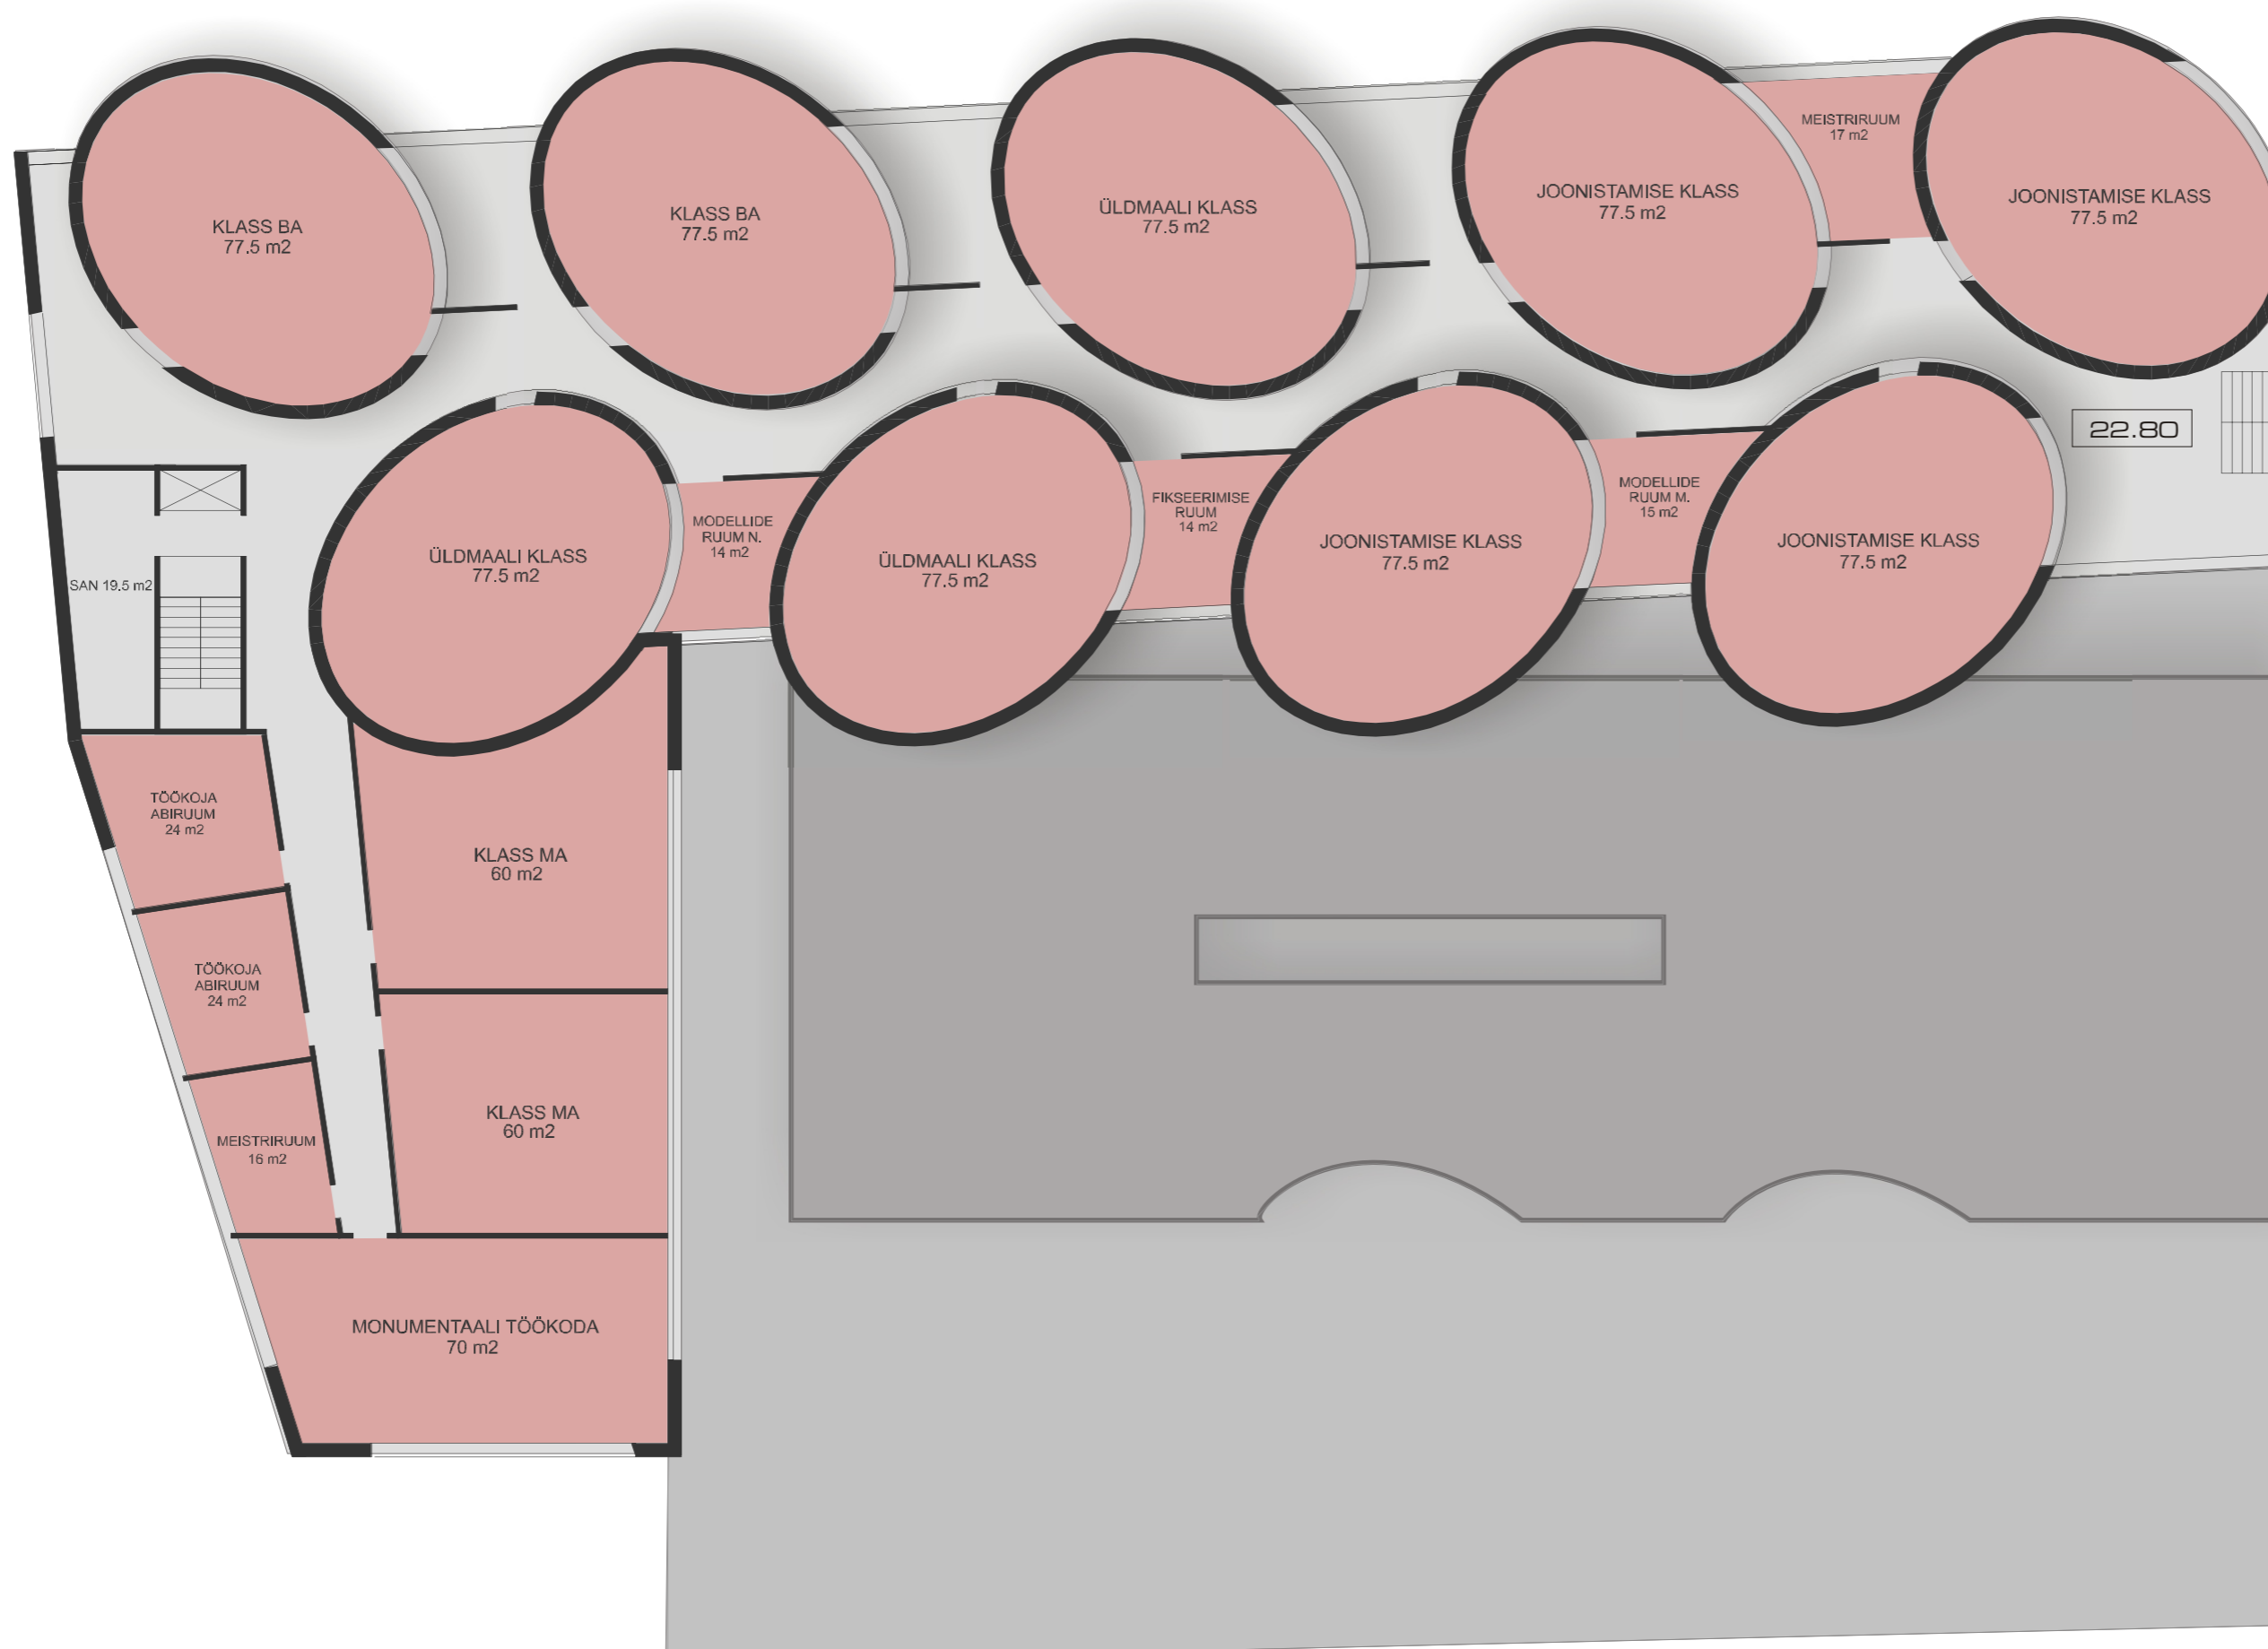 KLASS BA
77.5 m2
KLASS BA
77.5 m2
ÜLDMAALI KLASS
77.5 m2
JOONISTAMISE KLASS
77.5 m2
MEISTRIRUUM
17 m2
JOONISTAMISE KLASS
77.5 m2
22.80
ÜLDMAALI KLASS
77.5 m2
MODELLIDE
RUUM N.
14 m2
ÜLDMAALI KLASS
77.5 m2
FIKSEERIMISE
RUUM
14 m2
JOONISTAMISE KLASS
77.5 m2
MODELLIDE
RUUM M.
15 m2
JOONISTAMISE KLASS
77.5 m2
SAN 19.5 m2
TÖÖKOJA
ABIRUUM
24 m2
KLASS MA
60 m2
TÖÖKOJA
ABIRUUM
24 m2
KLASS MA
60 m2
MEISTRIRUUM
16 m2
MONUMENTAALI TÖÖKODA
70 m2